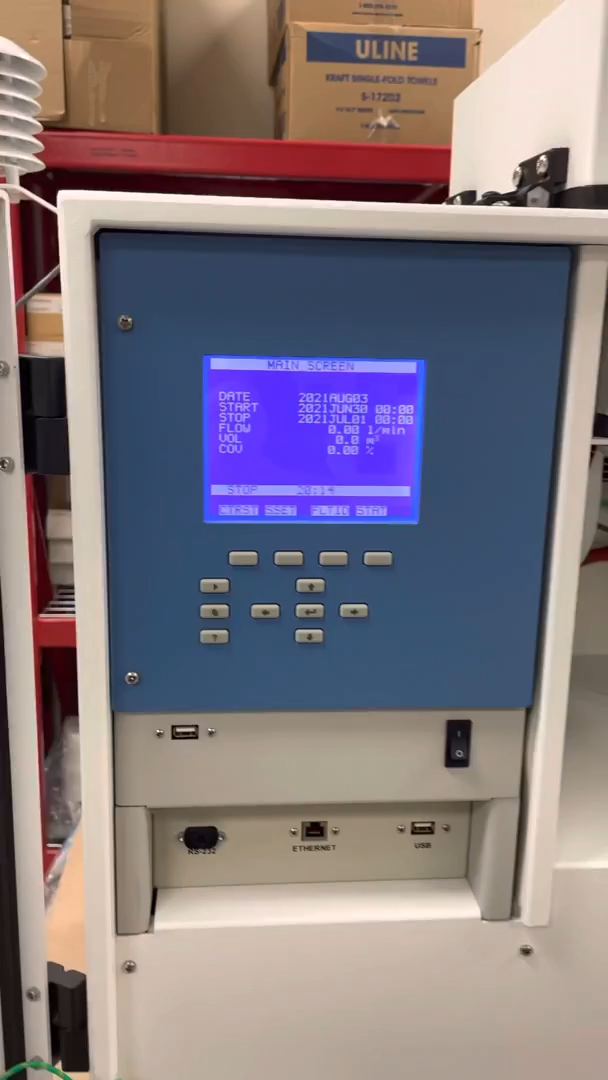 ULINE
KRAFT SINGLE-FOLD TOWELS
S-17202
MAIN SCREEN
DATE 2021AUG03
START 2021JUN30 00:00
STOP 2021JUL01 00:00
FLOW 0.00 l/min
VOL 0.0 m³
COV 0.00 %
STOP 20:14
CTRST SSET FLTID STAT
?
RS-232
ETHERNET
USB